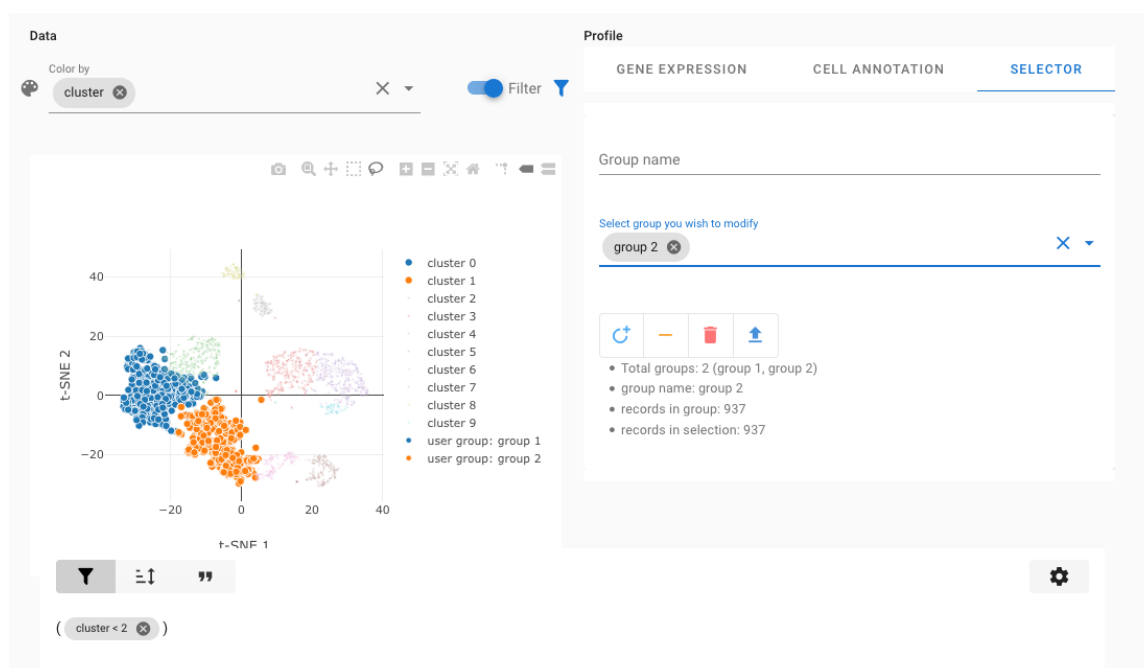 Data
Profile
Color by
cluster
Filter
GENE EXPRESSION
CELL ANNOTATION
SELECTOR
Group name
Select group you wish to modify
group 2
40
20
0
−20
t-SNE 2
−20
0
20
40
t-SNE 1
cluster 0
cluster 1
cluster 2
cluster 3
cluster 4
cluster 5
cluster 6
cluster 7
cluster 8
cluster 9
user group: group 1
user group: group 2
• Total groups: 2 (group 1, group 2)
• group name: group 2
• records in group: 937
• records in selection: 937
( cluster < 2 )